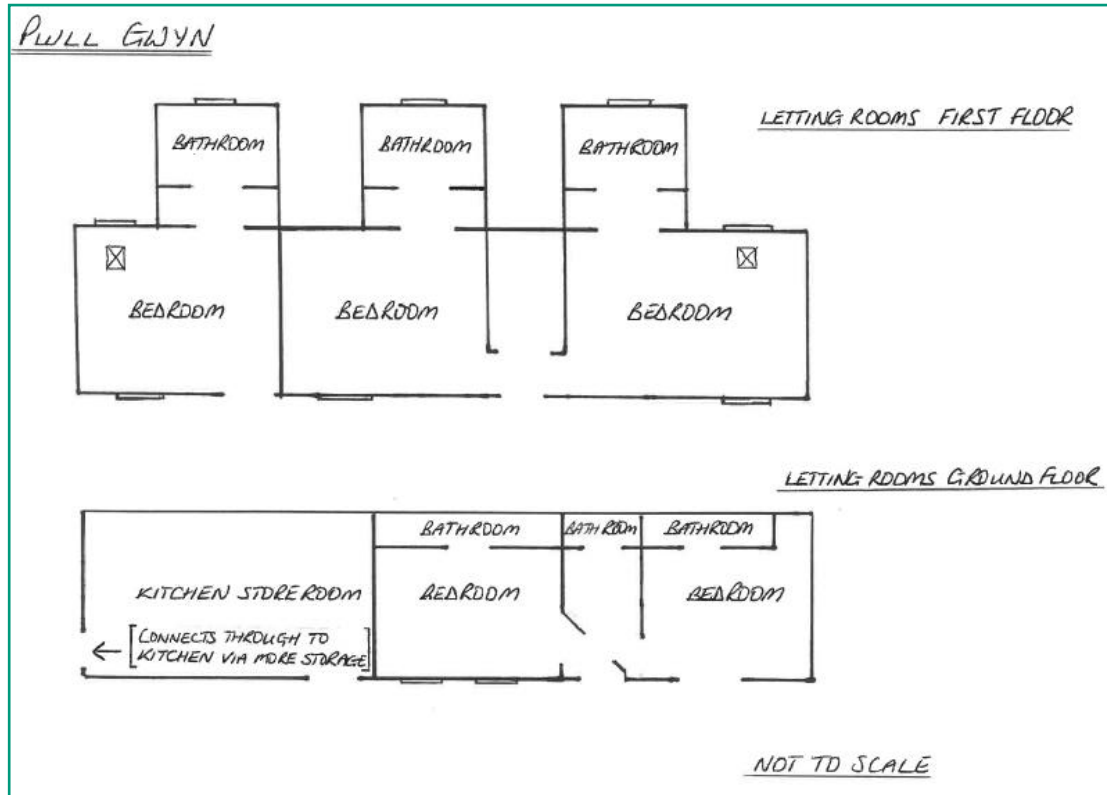 PWLL GWYN
LETTING ROOMS FIRST FLOOR
BATHROOM
BATHROOM
BATHROOM
BEDROOM
BEDROOM
BEDROOM
LETTING ROOMS GROUND FLOOR
BATHROOM
BATHROOM
BATHROOM
KITCHEN STOREROOM
BEDROOM
BEDROOM
← [CONNECTS THROUGH TO
KITCHEN VIA MORE STORAGE]
NOT TO SCALE